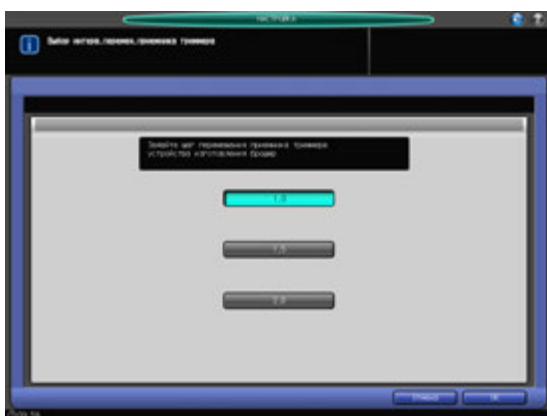 НАСТРОЙКА
Выбор интерв.перемещ.приемника триммера
Задайте шаг перемещения приемника триммера
устройства изготовления брошюр
1.0
1.5
2.0
Отмена
OK